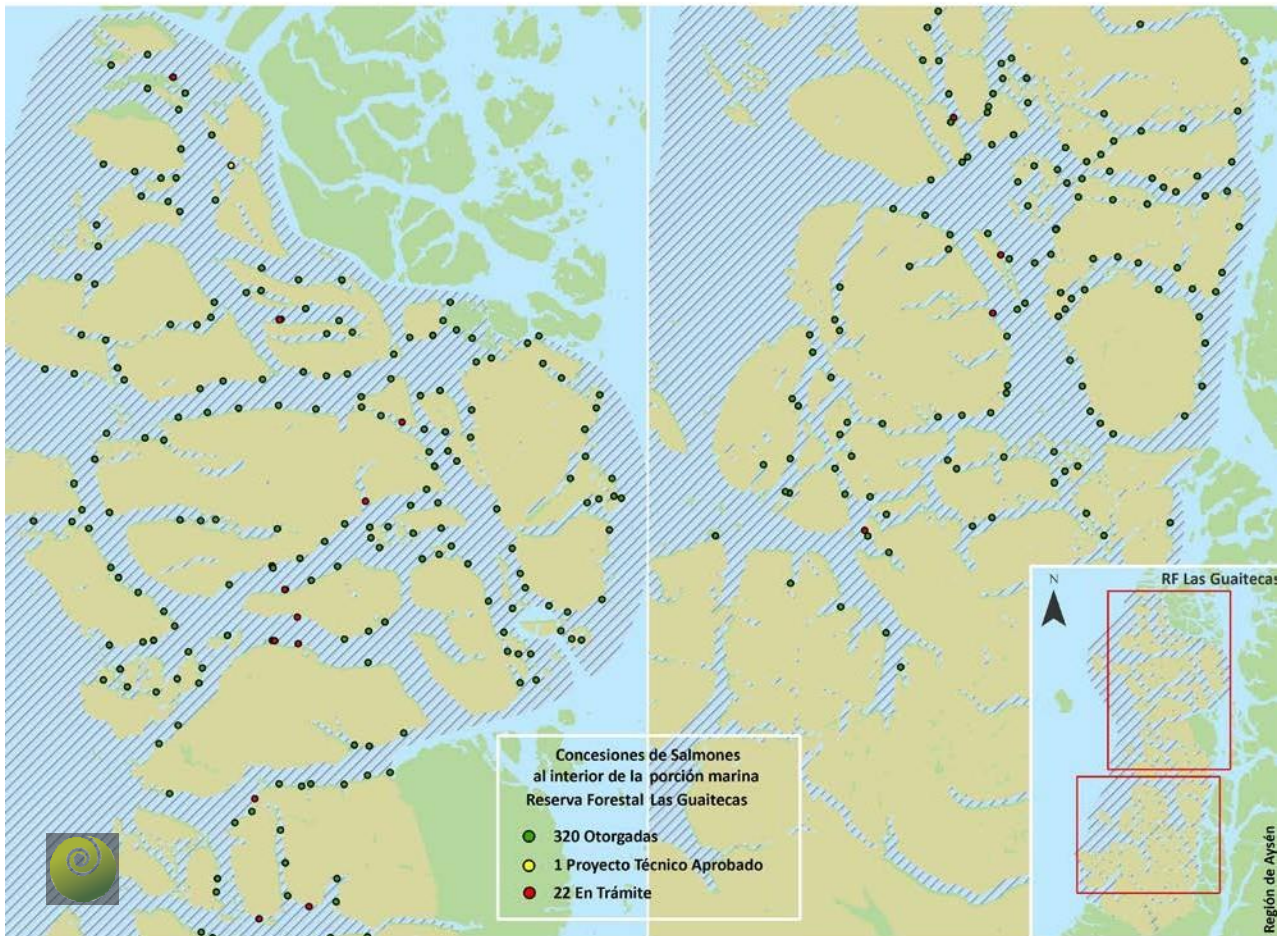 Concesiones de Salmones
al interior de la porción marina
Reserva Forestal Las Guaitecas
320 Otorgadas
1 Proyecto Técnico Aprobado
22 En Trámite
N
RF Las Guaitecas
Región de Aysén